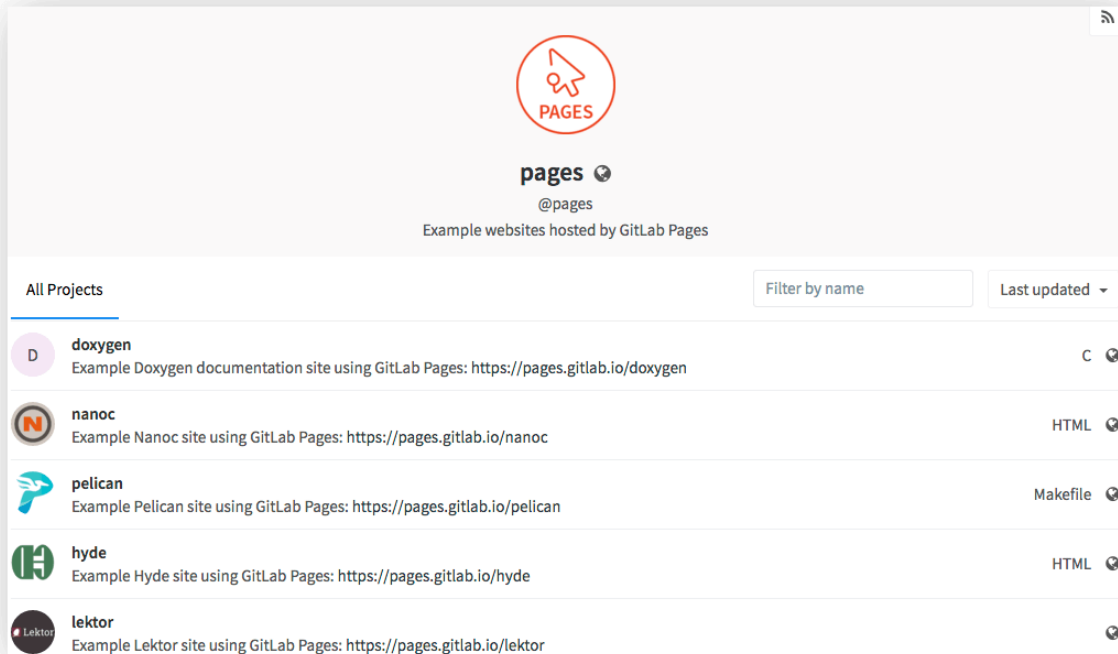 PAGES
pages
@pages
Example websites hosted by GitLab Pages
All Projects
Filter by name
Last updated
D
doxygen
Example Doxygen documentation site using GitLab Pages: https://pages.gitlab.io/doxygen
C
N
nanoc
Example Nanoc site using GitLab Pages: https://pages.gitlab.io/nanoc
HTML
pelican
Example Pelican site using GitLab Pages: https://pages.gitlab.io/pelican
Makefile
H
hyde
Example Hyde site using GitLab Pages: https://pages.gitlab.io/hyde
HTML
Lektor
lektor
Example Lektor site using GitLab Pages: https://pages.gitlab.io/lektor